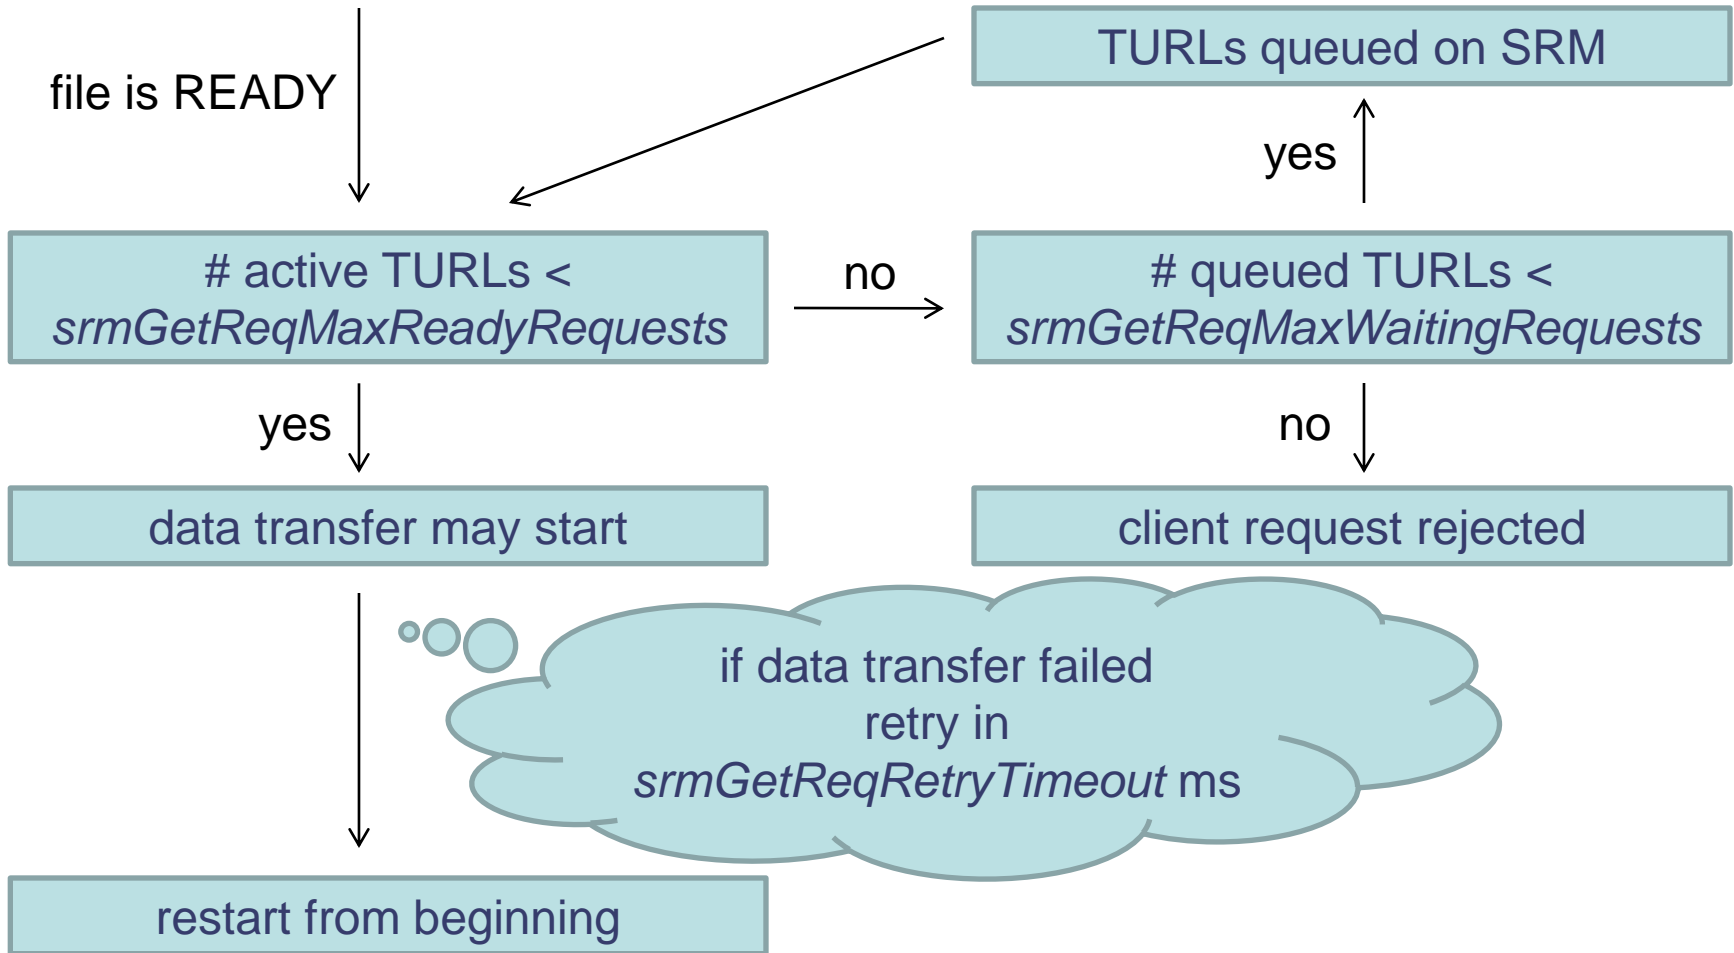 TURLs queued on SRM
file is READY
yes
# active TURLs <
srmGetReqMaxReadyRequests
no
# queued TURLs <
srmGetReqMaxWaitingRequests
yes
no
data transfer may start
client request rejected
if data transfer failed
retry in
srmGetReqRetryTimeout ms
restart from beginning